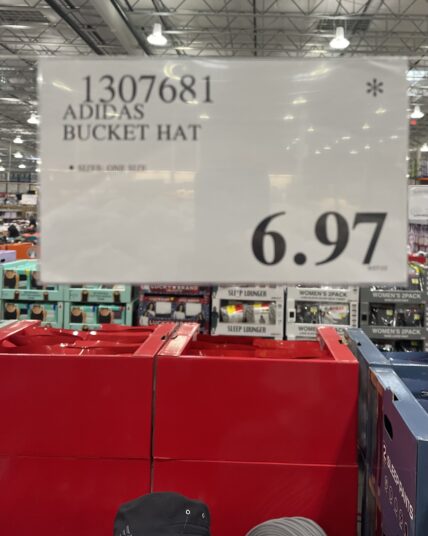 1307681
*
ADIDAS
BUCKET HAT
• SIZES: ONE SIZE
6.97
SLEEP LOUNGER
WOMEN'S 2PACK
WOMEN'S 2PACK
SLEEP LOUNGER
WOMEN'S 2PACK
WOMEN'S 2PACK